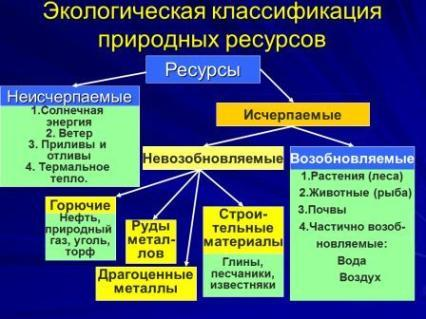 Экологическая классификация
природных ресурсов
Ресурсы
Неисчерпаемые
1.Солнечная
энергия
2. Ветер
3. Приливы и
отливы
4. Термальное
тепло.
Исчерпаемые
Невозобновляемые
Возобновляемые
1.Растения (леса)
2.Животные (рыба)
3.Почвы
4.Частично возоб-
новляемые:
Вода
Воздух
Горючие
Нефть,
природный
газ, уголь,
торф
Руды
метал-
лов
Драгоценные
металлы
Строи-
тельные
материалы
Глины,
песчаники,
известняки